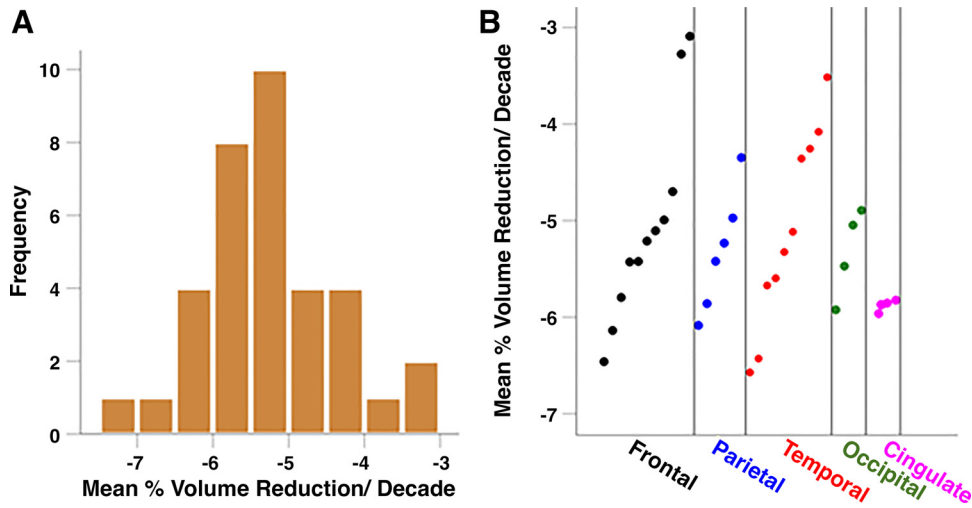 A
Frequency
10
8
6
4
2
0
-7
-6
-5
-4
-3
Mean % Volume Reduction/ Decade
B
Mean % Volume Reduction/ Decade
-3
-4
-5
-6
-7
Frontal
Parietal
Temporal
Occipital
Cingulate